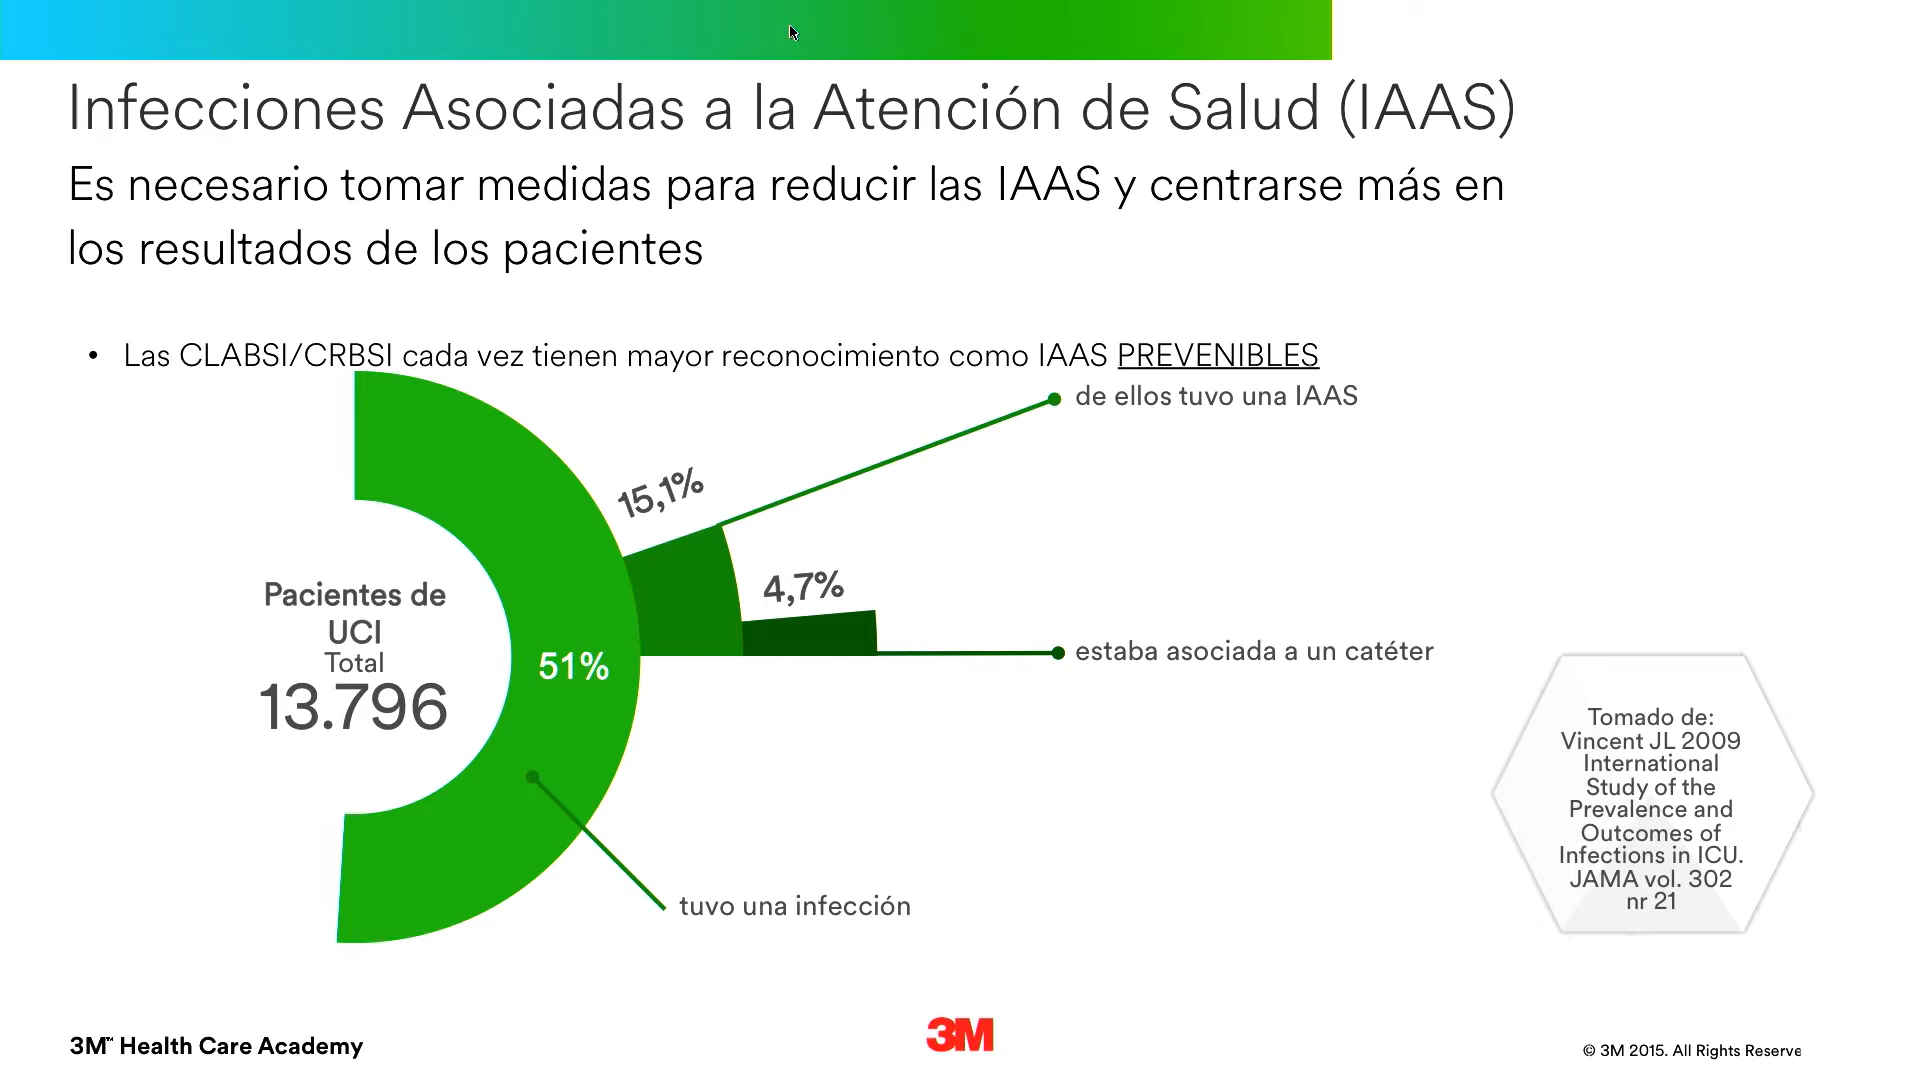 Infecciones Asociadas a la Atención de Salud (IAAS)
Es necesario tomar medidas para reducir las IAAS y centrarse más en
los resultados de los pacientes
• Las CLABSI/CRBSI cada vez tienen mayor reconocimiento como IAAS PREVENIBLES
de ellos tuvo una IAAS
15,1%
4,7%
Pacientes de
UCI
Total
13.796
51%
estaba asociada a un catéter
tuvo una infección
Tomado de:
Vincent JL 2009
International
Study of the
Prevalence and
Outcomes of
Infections in ICU.
JAMA vol. 302
nr 21
3M™ Health Care Academy
3M
© 3M 2015. All Rights Reserve